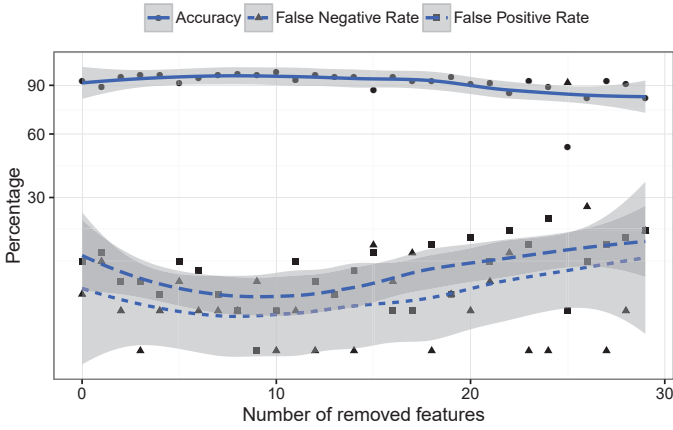 Accuracy False Negative Rate False Positive Rate
Percentage
90
60
30
0 10 20 30
Number of removed features